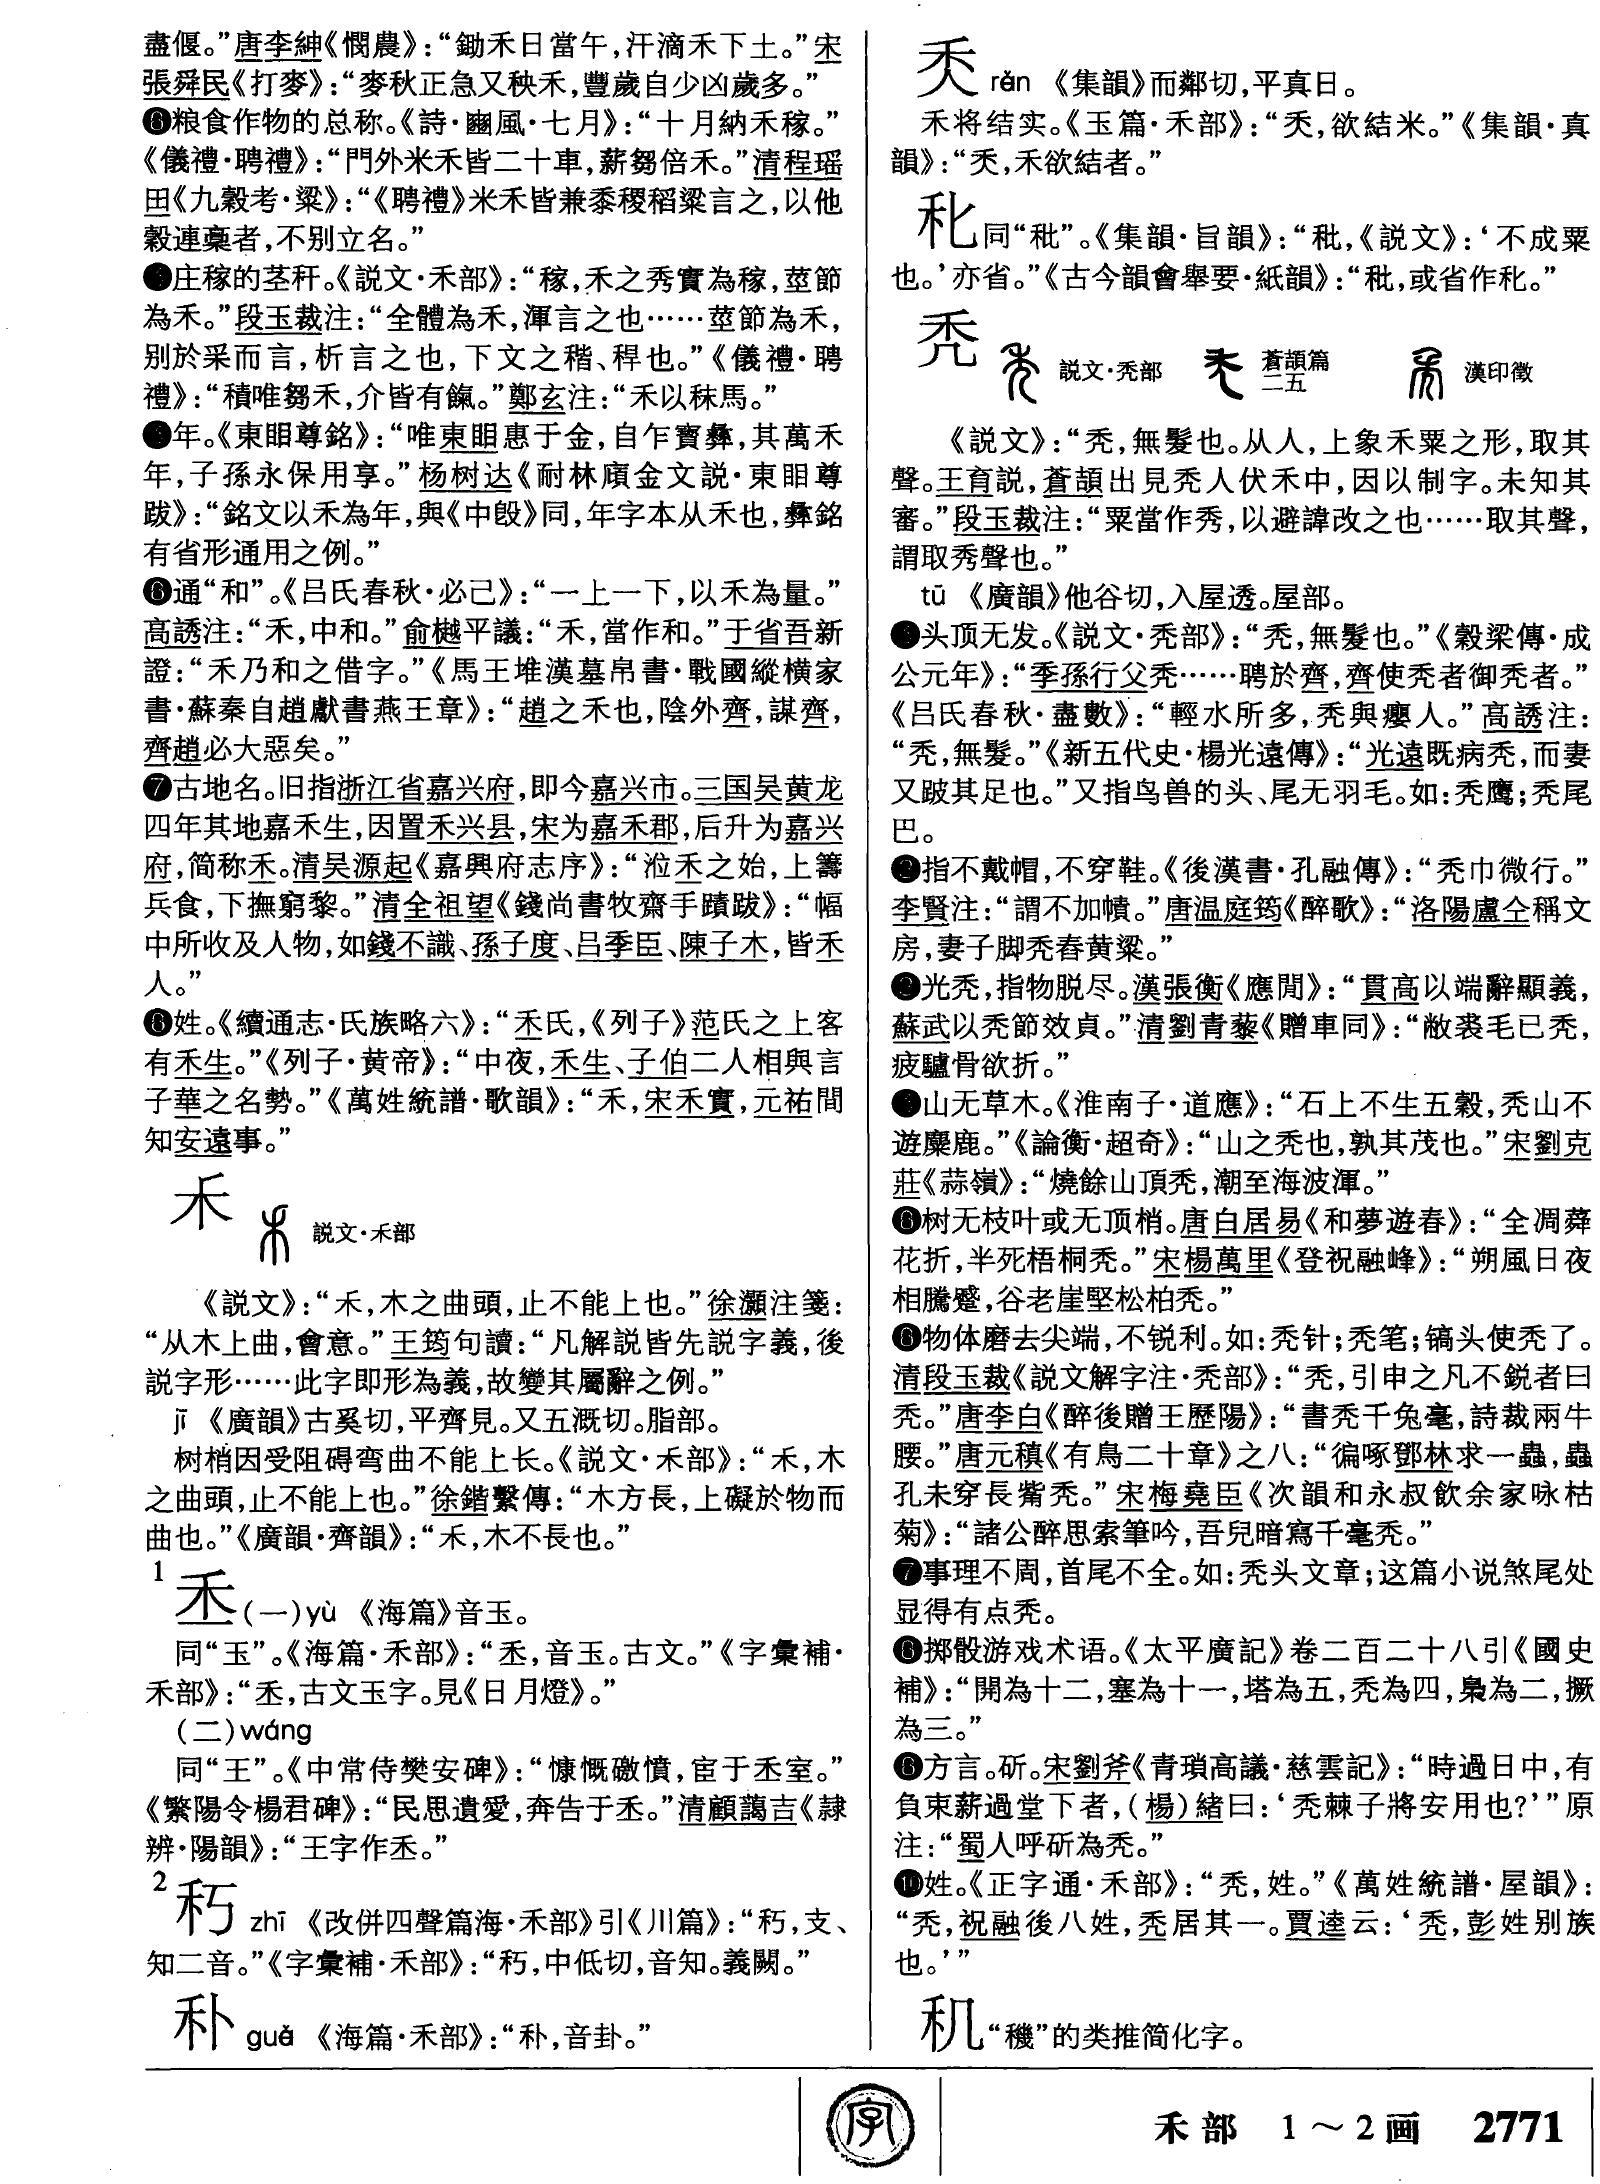 盡偃。”唐李紳《憫農》：“鋤禾日當午，汗滴禾下土。”宋
張舜民《打麥》：“麥秋正急又秧禾，豐歲自少凶歲多。”
粮食作物的总称。《詩·豳風·七月》：“十月納禾稼。”
《儀禮·聘禮》：“門外米禾皆二十車，薪芻倍禾。”清程瑶
田《九穀考·粱》：“《聘禮》米禾皆兼黍稷稻粱言之，以他
穀連稾者，不别立名。”
庄稼的茎秆。《説文·禾部》：“稼，禾之秀實為稼，莖節
為禾。”段玉裁注：“全體為禾，渾言之也……莖節為禾，
别於采而言，析言之也，下文之稭、稈也。”《儀禮·聘
禮》：“積唯芻禾，介皆有餼。”鄭玄注：“禾以秣馬。”
年。《東眀尊銘》：“唯東眀惠于金，自乍寶彝，其萬禾
年，子孫永保用享。”杨树达《耐林廎金文説·東眀尊
跋》：“銘文以禾為年，與《中殷》同，年字本从禾也，彝銘
有省形通用之例。”
通“和”。《吕氏春秋·必己》：“一上一下，以禾為量。”
高誘注：“禾，中和。”俞樾平議：“禾，當作和。”于省吾新
證：“禾乃和之借字。”《馬王堆漢墓帛書·戰國縱横家
書·蘇秦自趙獻書燕王章》：“趙之禾也，陰外齊，謀齊，
齊趙必大惡矣。”
❼古地名。旧指浙江省嘉兴府，即今嘉兴市。三国吴黄龙
四年其地嘉禾生，因置禾兴县，宋为嘉禾郡，后升为嘉兴
府，简称禾。清吴源起《嘉興府志序》：“涖禾之始，上籌
兵食，下撫窮黎。”清全祖望《錢尚書牧齋手蹟跋》：“幅
中所收及人物，如錢不識、孫子度、吕季臣、陳子木，皆禾
人。”
姓。《續通志·氏族略六》：“禾氏，《列子》范氏之上客
有禾生。”《列子·黄帝》：“中夜，禾生、子伯二人相與言
子華之名勢。”《萬姓統譜·歌韻》：“禾，宋禾實，元祐間
知安遠事。”
𥝌 説文·𥝌部
《説文》：“𥝌，木之曲頭，止不能上也。”徐灝注箋：
“从木上曲，會意。”王筠句讀：“凡解説皆先説字義，後
説字形……此字即形為義，故變其屬辭之例。”
jī 《廣韻》古奚切，平齊見。又五溉切。脂部。
树梢因受阻碍弯曲不能上长。《説文·𥝌部》：“𥝌，木
之曲頭，止不能上也。”徐鍇繫傳：“木方長，上礙於物而
曲也。”《廣韻·齊韻》：“𥝌，木不長也。”
1
𥝍(一)yù 《海篇》音玉。
同“玉”。《海篇·禾部》：“𥝍，音玉。古文。”《字彙補·
禾部》：“𥝍，古文玉字。見《日月燈》。”
(二)wáng
同“王”。《中常侍樊安碑》：“慷慨礉憤，宦于𥝍室。”
《繁陽令楊君碑》：“民思遺愛，奔告于𥝍。”清顧藹吉《隸
辨·陽韻》：“王字作𥝍。”
2
zhī 《改併四聲篇海·禾部》引《川篇》：“，支、
知二音。”《字彙補·禾部》：“，中低切，音知。義闕。”
guà 《海篇·禾部》：“，音卦。”
rěn 《集韻》而鄰切，平真日。
禾将结实。《玉篇·禾部》：“，欲結米。”《集韻·真
韻》：“，禾欲結者。”
同“秕”。《集韻·旨韻》：“秕，《説文》：‘不成粟
也。’亦省。”《古今韻會舉要·紙韻》：“秕，或省作。”
秃 説文·秃部 蒼頡篇二五 漢印徵
《説文》：“秃，無髮也。从人，上象禾粟之形，取其
聲。王育説，蒼頡出見秃人伏禾中，因以制字。未知其
審。”段玉裁注：“粟當作秀，以避諱改之也……取其聲，
謂取秀聲也。”
tū 《廣韻》他谷切，入屋透。屋部。
头顶无发。《説文·秃部》：“秃，無髮也。”《穀梁傳·成
公元年》：“季孫行父秃……聘於齊，齊使秃者御秃者。”
《吕氏春秋·盡數》：“輕水所多，秃與癭人。”高誘注：
“秃，無髮。”《新五代史·楊光遠傳》：“光遠既病秃，而妻
又跛其足也。”又指鸟兽的头、尾无羽毛。如：秃鹰；秃尾
巴。
❷指不戴帽，不穿鞋。《後漢書·孔融傳》：“秃巾微行。”
李賢注：“謂不加幘。”唐温庭筠《醉歌》：“洛陽盧仝稱文
房，妻子脚秃舂黄粱。”
光秃，指物脱尽。漢張衡《應閒》：“貫高以端辭顯義，
蘇武以秃節效貞。”清劉青藜《贈車同》：“敝裘毛已秃，
疲驢骨欲折。”
山无草木。《淮南子·道應》：“石上不生五穀，秃山不
遊麋鹿。”《論衡·超奇》：“山之秃也，孰其茂也。”宋劉克
莊《蒜嶺》：“燒餘山頂秃，潮至海波渾。”
树无枝叶或无顶梢。唐白居易《和夢遊春》：“全凋蕣
花折，半死梧桐秃。”宋楊萬里《登祝融峰》：“朔風日夜
相騰蹙，谷老崖堅松柏秃。”
物体磨去尖端，不锐利。如：秃针；秃笔；镐头使秃了。
清段玉裁《説文解字注·秃部》：“秃，引申之凡不鋭者曰
秃。”唐李白《醉後贈王歷陽》：“書秃千兔毫，詩裁兩牛
腰。”唐元稹《有鳥二十章》之八：“徧啄鄧林求一蟲，蟲
孔未穿長觜秃。”宋梅堯臣《次韻和永叔飲余家咏枯
菊》：“諸公醉思索筆吟，吾兒暗寫千毫秃。”
❼事理不周，首尾不全。如：秃头文章；这篇小说煞尾处
显得有点秃。
掷骰游戏术语。《太平廣記》卷二百二十八引《國史
補》：“開為十二，塞為十一，塔為五，秃為四，梟為二，撅
為三。”
方言。斫。宋劉斧《青瑣高議·慈雲記》：“時過日中，有
負束薪過堂下者，(楊)緒曰：‘秃棘子將安用也？’”原
注：“蜀人呼斫為秃。”
❿姓。《正字通·禾部》：“秃，姓。”《萬姓統譜·屋韻》：
“秃，祝融後八姓，秃居其一。賈逵云：‘秃，彭姓别族
也。’”
“穖”的类推简化字。
字
禾部 1～2画 2771